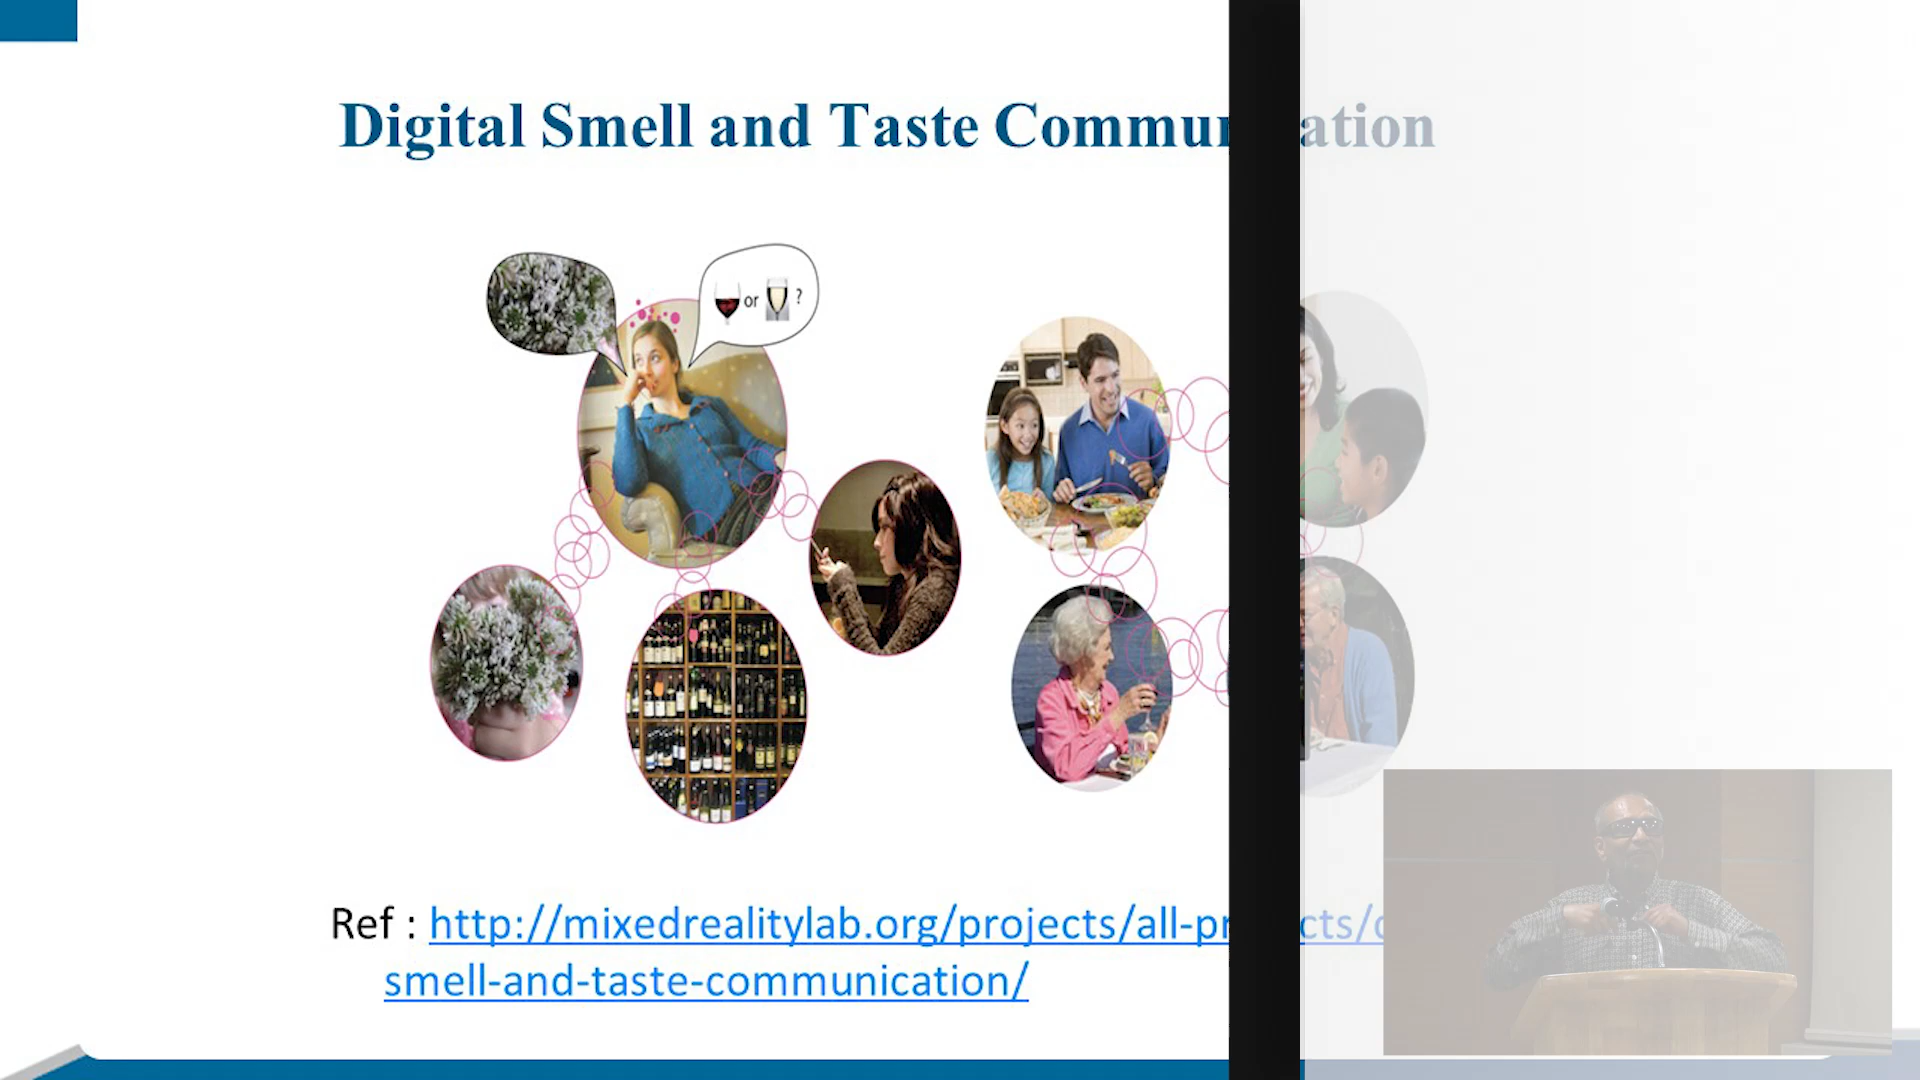 Digital Smell and Taste Commun ation
or ?
Ref : http://mixedrealitylab.org/projects/all-pr cts/
smell-and-taste-communication/